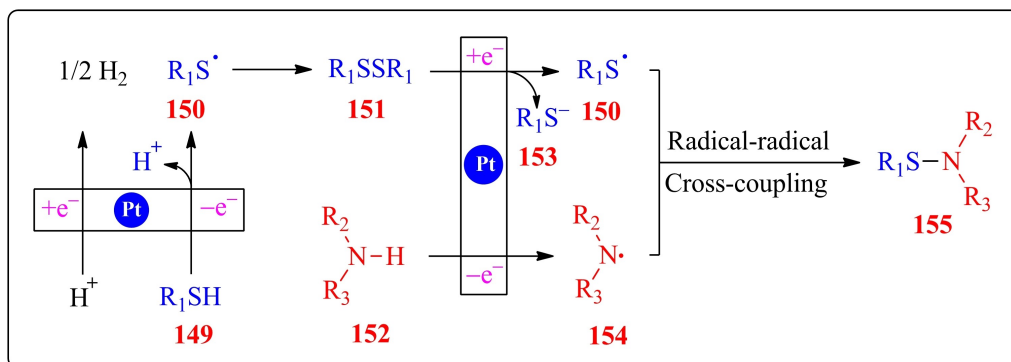 1/2 H₂ R₁S• R₁SSR₁ +e⁻ R₁S•
150 151 R₁S⁻ 150
H⁺ 153
Radical-radical
Cross-coupling
Pt
R₁S–N R₂ R₃
155
+e⁻ Pt −e⁻
R₂ N–H R₃
R₂ N• R₃
−e⁻
H⁺ R₁SH
149 152 154